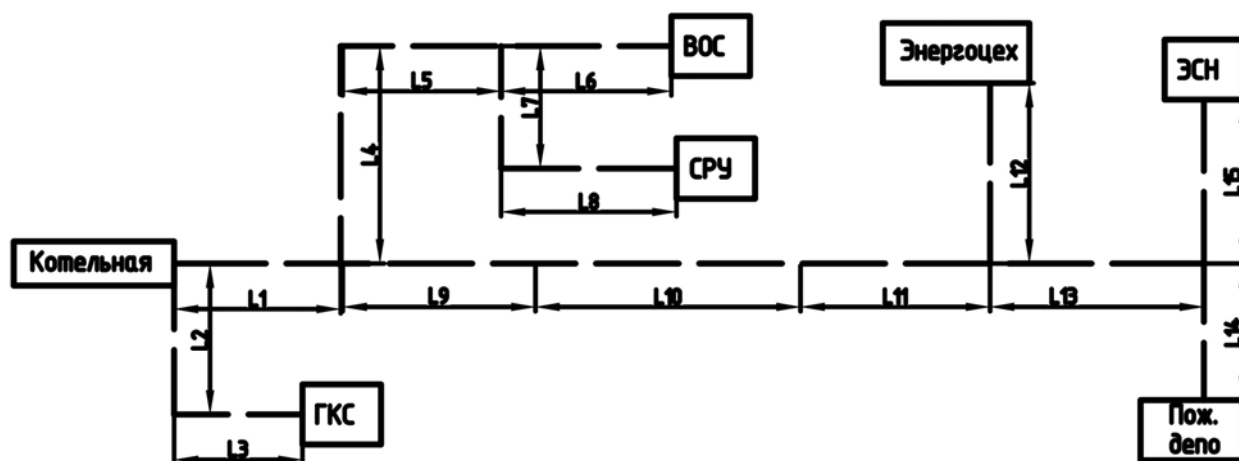 ВОС
Энергоцех
ЭСН
L5
L6
L7
L4
СРУ
L12
L15
L8
Котельная
L1
L9
L10
L11
L13
L2
L14
ГКС
Пож.
депо
L3